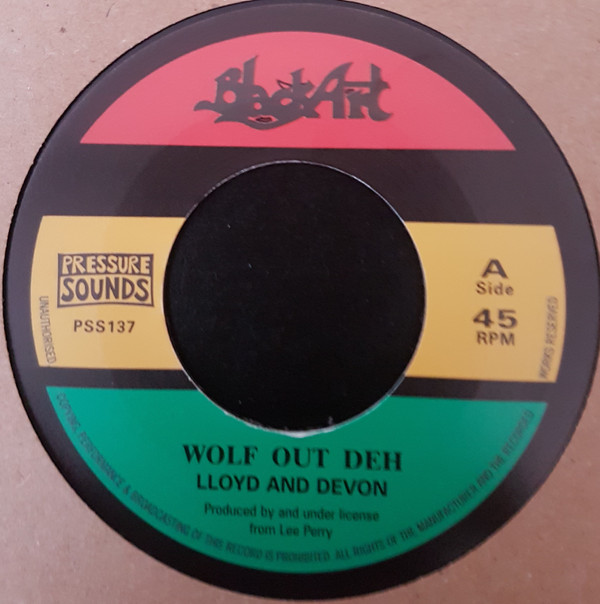 Black Art
PRESSURE
SOUNDS
PSS137
A
Side
45
RPM
WOLF OUT DEH
LLOYD AND DEVON
Produced by and under license
from Lee Perry
UNAUTHORISED COPYING, PERFORMANCE & BROADCASTING OF THIS RECORD IS PROHIBITED. ALL RIGHTS OF THE MANUFACTURER AND THE RECORDED WORKS RESERVED